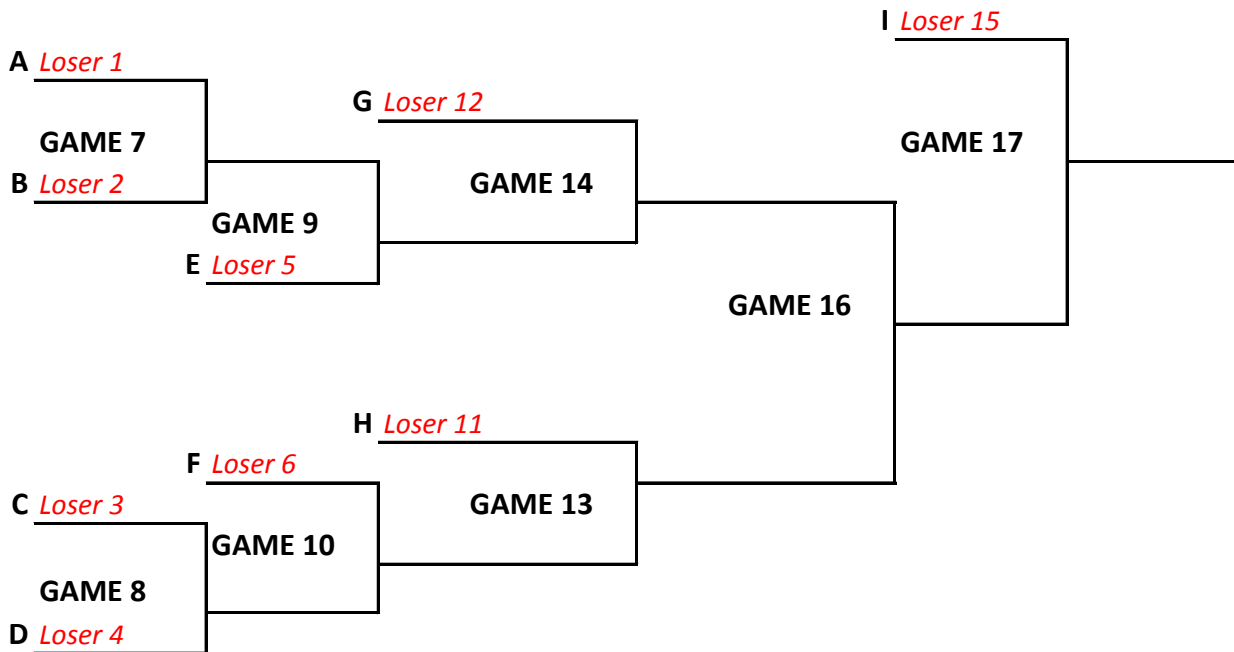 I Loser 15
A Loser 1
G Loser 12
GAME 7
GAME 17
B Loser 2
GAME 14
GAME 9
E Loser 5
GAME 16
H Loser 11
F Loser 6
C Loser 3
GAME 13
GAME 10
GAME 8
D Loser 4